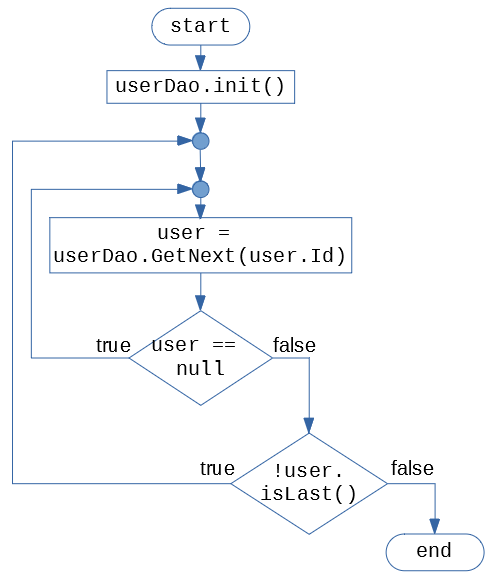 start
userDao.init()
user =
userDao.GetNext(user.Id)
true
user ==
null
false
true
!user.
isLast()
false
end